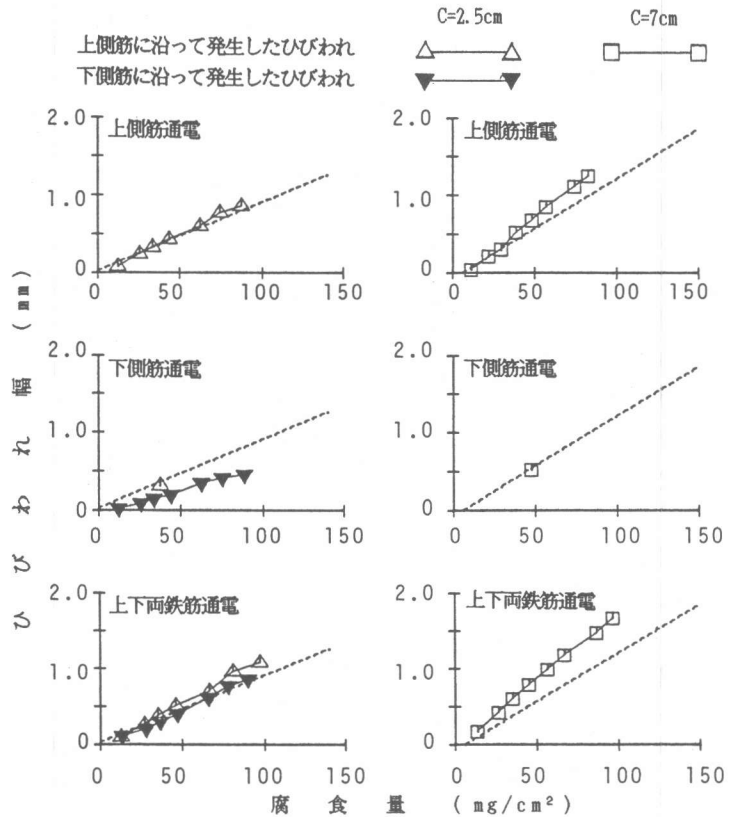 C=2.5cm C=7cm
上側筋に沿って発生したひびわれ
下側筋に沿って発生したひびわれ
2.0 上側筋通電
1.0
0
0 50 100 150
2.0 上側筋通電
1.0
0
0 50 100 150
ひびわれ幅 (mm)
2.0 下側筋通電
1.0
0
0 50 100 150
2.0 下側筋通電
1.0
0
0 50 100 150
2.0 上下両鉄筋通電
1.0
0
0 50 100 150
2.0 上下両鉄筋通電
1.0
0
0 50 100 150
腐食量 (mg/cm²)